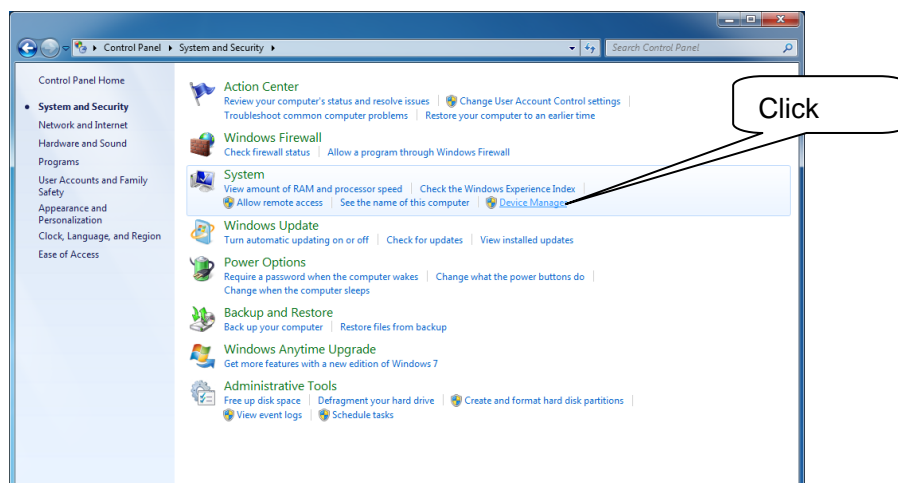 Control Panel ▸ System and Security ▸
Search Control Panel
Control Panel Home
System and Security
Network and Internet
Hardware and Sound
Programs
User Accounts and Family
Safety
Appearance and
Personalization
Clock, Language, and Region
Ease of Access
Action Center
Review your computer's status and resolve issues | Change User Account Control settings |
Troubleshoot common computer problems | Restore your computer to an earlier time
Windows Firewall
Check firewall status | Allow a program through Windows Firewall
System
View amount of RAM and processor speed | Check the Windows Experience Index |
Allow remote access | See the name of this computer | Device Manager
Windows Update
Turn automatic updating on or off | Check for updates | View installed updates
Power Options
Require a password when the computer wakes | Change what the power buttons do |
Change when the computer sleeps
Backup and Restore
Back up your computer | Restore files from backup
Windows Anytime Upgrade
Get more features with a new edition of Windows 7
Administrative Tools
Free up disk space | Defragment your hard drive | Create and format hard disk partitions |
View event logs | Schedule tasks
Click